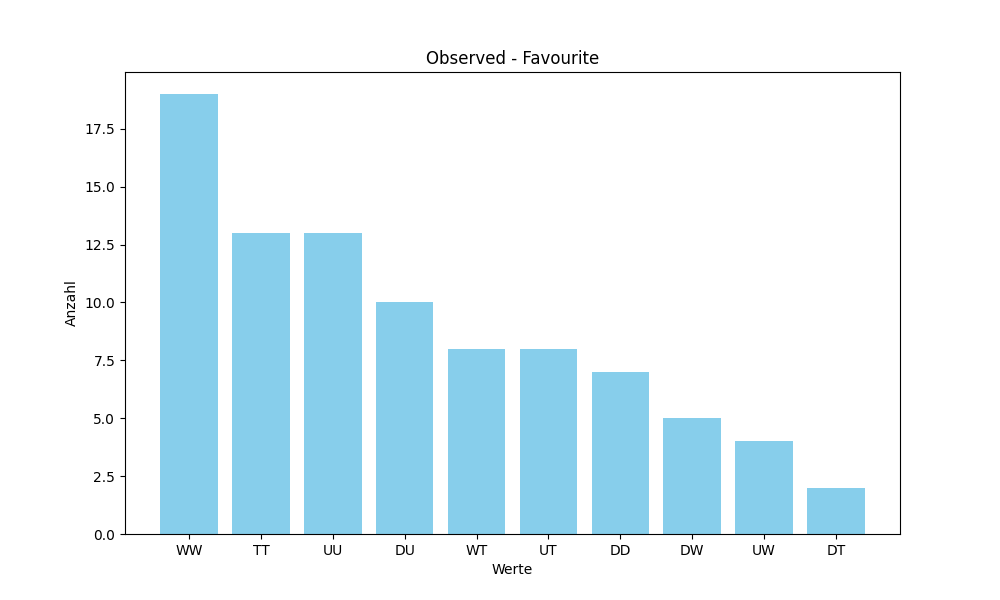 Observed - Favourite
Anzahl
17.5
15.0
12.5
10.0
7.5
5.0
2.5
0.0
WW TT UU DU WT UT DD DW UW DT
Werte